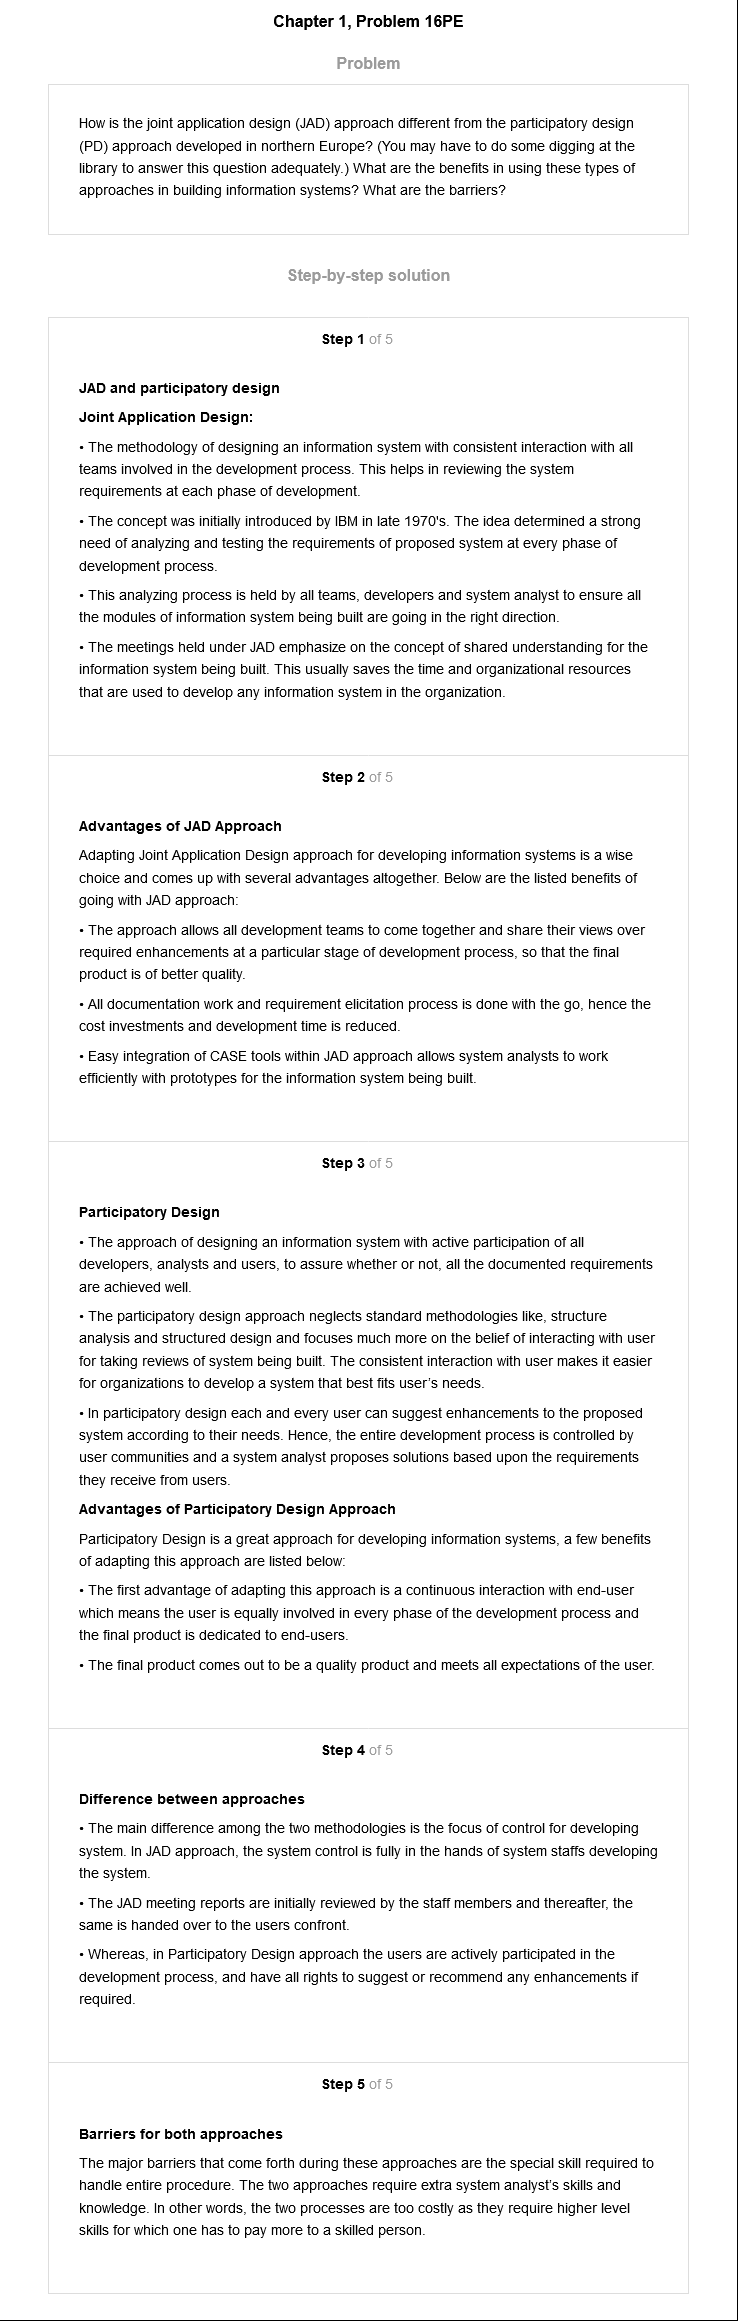 Chapter 1, Problem 16PE
Problem
How is the joint application design (JAD) approach different from the participatory design
(PD) approach developed in northern Europe? (You may have to do some digging at the
library to answer this question adequately.) What are the benefits in using these types of
approaches in building information systems? What are the barriers?
Step-by-step solution
Step 1 of 5
JAD and participatory design
Joint Application Design:
• The methodology of designing an information system with consistent interaction with all
teams involved in the development process. This helps in reviewing the system
requirements at each phase of development.
• The concept was initially introduced by IBM in late 1970's. The idea determined a strong
need of analyzing and testing the requirements of proposed system at every phase of
development process.
• This analyzing process is held by all teams, developers and system analyst to ensure all
the modules of information system being built are going in the right direction.
• The meetings held under JAD emphasize on the concept of shared understanding for the
information system being built. This usually saves the time and organizational resources
that are used to develop any information system in the organization.
Step 2 of 5
Advantages of JAD Approach
Adapting Joint Application Design approach for developing information systems is a wise
choice and comes up with several advantages altogether. Below are the listed benefits of
going with JAD approach:
• The approach allows all development teams to come together and share their views over
required enhancements at a particular stage of development process, so that the final
product is of better quality.
• All documentation work and requirement elicitation process is done with the go, hence the
cost investments and development time is reduced.
• Easy integration of CASE tools within JAD approach allows system analysts to work
efficiently with prototypes for the information system being built.
Step 3 of 5
Participatory Design
• The approach of designing an information system with active participation of all
developers, analysts and users, to assure whether or not, all the documented requirements
are achieved well.
• The participatory design approach neglects standard methodologies like, structure
analysis and structured design and focuses much more on the belief of interacting with user
for taking reviews of system being built. The consistent interaction with user makes it easier
for organizations to develop a system that best fits user’s needs.
• In participatory design each and every user can suggest enhancements to the proposed
system according to their needs. Hence, the entire development process is controlled by
user communities and a system analyst proposes solutions based upon the requirements
they receive from users.
Advantages of Participatory Design Approach
Participatory Design is a great approach for developing information systems, a few benefits
of adapting this approach are listed below:
• The first advantage of adapting this approach is a continuous interaction with end-user
which means the user is equally involved in every phase of the development process and
the final product is dedicated to end-users.
• The final product comes out to be a quality product and meets all expectations of the user.
Step 4 of 5
Difference between approaches
• The main difference among the two methodologies is the focus of control for developing
system. In JAD approach, the system control is fully in the hands of system staffs developing
the system.
• The JAD meeting reports are initially reviewed by the staff members and thereafter, the
same is handed over to the users confront.
• Whereas, in Participatory Design approach the users are actively participated in the
development process, and have all rights to suggest or recommend any enhancements if
required.
Step 5 of 5
Barriers for both approaches
The major barriers that come forth during these approaches are the special skill required to
handle entire procedure. The two approaches require extra system analyst’s skills and
knowledge. In other words, the two processes are too costly as they require higher level
skills for which one has to pay more to a skilled person.